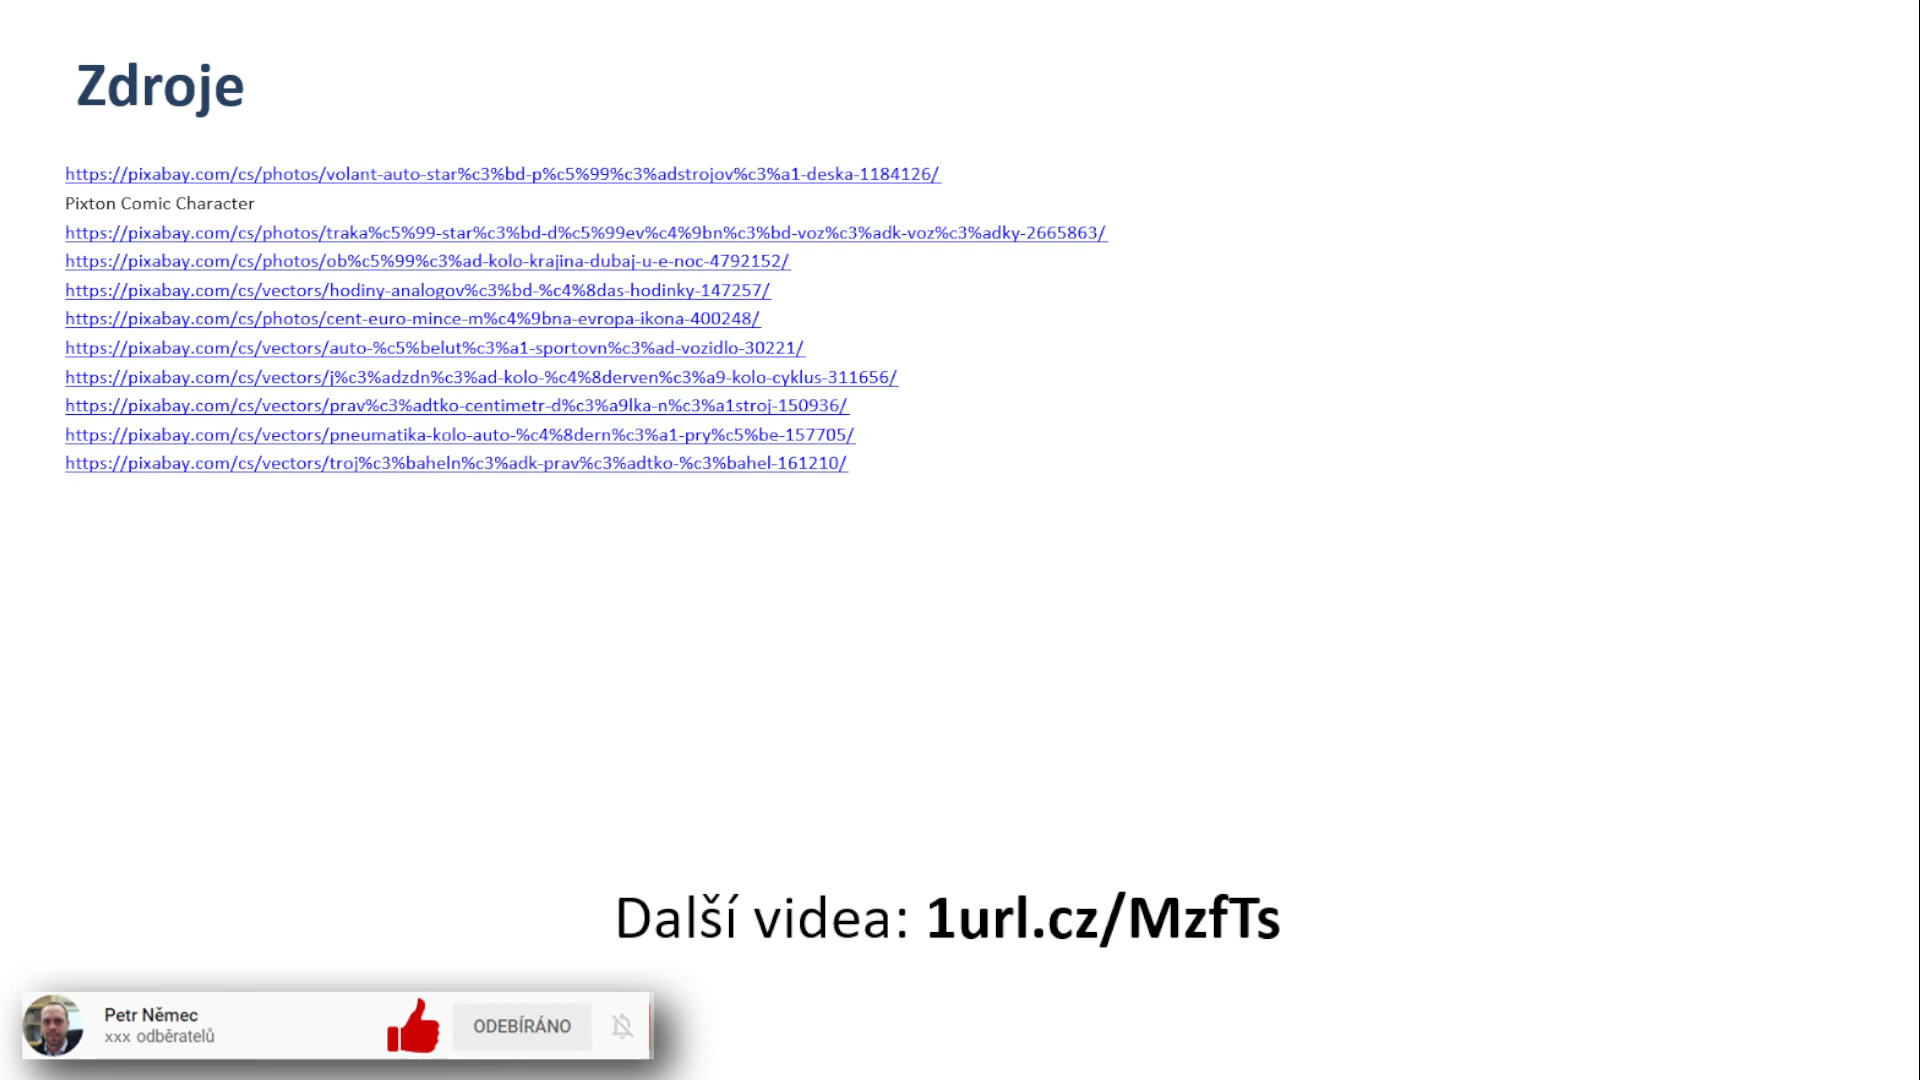 Zdroje
https://pixabay.com/cs/photos/volant-auto-star%c3%bd-p%c5%99%c3%adstrojov%c3%a1-deska-1184126/
Pixton Comic Character
https://pixabay.com/cs/photos/traka%c5%99-star%c3%bd-d%c5%99ev%c4%9bn%c3%bd-voz%c3%adk-voz%c3%adky-2665863/
https://pixabay.com/cs/photos/ob%c5%99%c3%ad-kolo-krajina-dubaj-u-e-noc-4792152/
https://pixabay.com/cs/vectors/hodiny-analogov%c3%bd-%c4%8das-hodinky-147257/
https://pixabay.com/cs/photos/cent-euro-mince-m%c4%9bna-evropa-ikona-400248/
https://pixabay.com/cs/vectors/auto-%c5%belut%c3%a1-sportovn%c3%ad-vozidlo-30221/
https://pixabay.com/cs/vectors/j%c3%adzdn%c3%ad-kolo-%c4%8derven%c3%a9-kolo-cyklus-311656/
https://pixabay.com/cs/vectors/prav%c3%adtko-centimetr-d%c3%a9lka-n%c3%a1stroj-150936/
https://pixabay.com/cs/vectors/pneumatika-kolo-auto-%c4%8dern%c3%a1-pry%c5%be-157705/
https://pixabay.com/cs/vectors/troj%c3%baheln%c3%adk-prav%c3%adtko-%c3%bahel-161210/
Další videa: 1url.cz/MzfTs
Petr Němec
xxx odběratelů
ODEBÍRÁNO